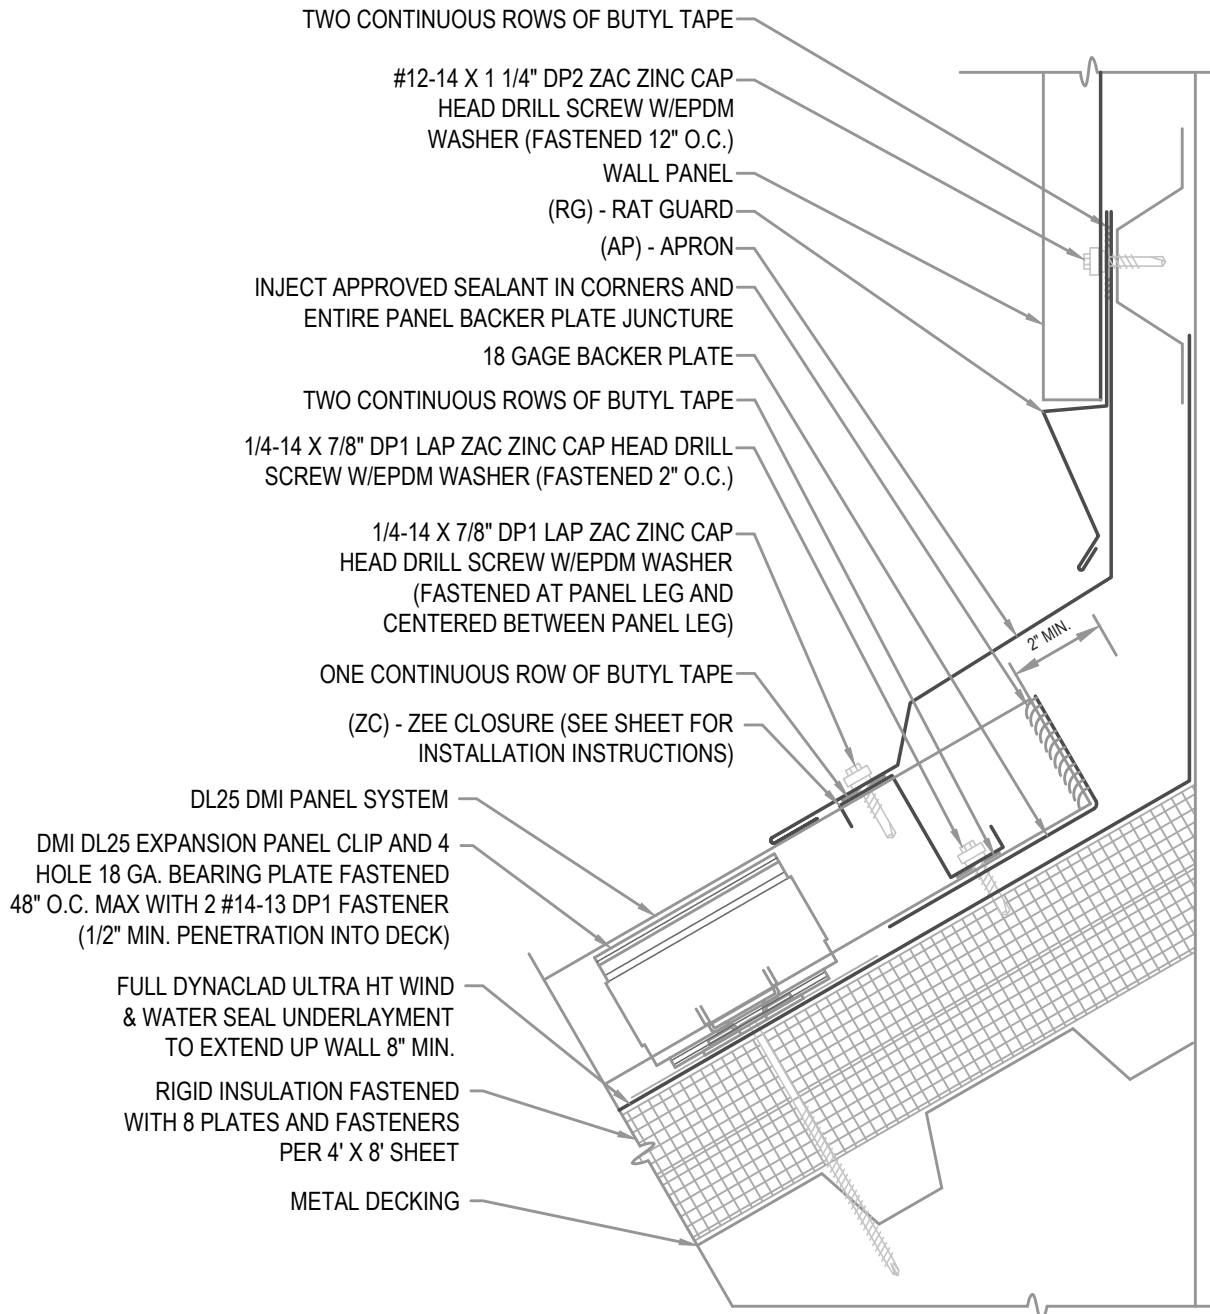 TWO CONTINUOUS ROWS OF BUTYL TAPE
#12-14 X 1 1/4" DP2 ZAC ZINC CAP
HEAD DRILL SCREW W/EPDM
WASHER (FASTENED 12" O.C.)
WALL PANEL
(RG) - RAT GUARD
(AP) - APRON
INJECT APPROVED SEALANT IN CORNERS AND
ENTIRE PANEL BACKER PLATE JUNCTURE
18 GAGE BACKER PLATE
TWO CONTINUOUS ROWS OF BUTYL TAPE
1/4-14 X 7/8" DP1 LAP ZAC ZINC CAP HEAD DRILL
SCREW W/EPDM WASHER (FASTENED 2" O.C.)
1/4-14 X 7/8" DP1 LAP ZAC ZINC CAP
HEAD DRILL SCREW W/EPDM WASHER
(FASTENED AT PANEL LEG AND
CENTERED BETWEEN PANEL LEG)
2" MIN.
ONE CONTINUOUS ROW OF BUTYL TAPE
(ZC) - ZEE CLOSURE (SEE SHEET FOR
INSTALLATION INSTRUCTIONS)
DL25 DMI PANEL SYSTEM
DMI DL25 EXPANSION PANEL CLIP AND 4
HOLE 18 GA. BEARING PLATE FASTENED
48" O.C. MAX WITH 2 #14-13 DP1 FASTENER
(1/2" MIN. PENETRATION INTO DECK)
FULL DYNACLAD ULTRA HT WIND
& WATER SEAL UNDERLAYMENT
TO EXTEND UP WALL 8" MIN.
RIGID INSULATION FASTENED
WITH 8 PLATES AND FASTENERS
PER 4' X 8' SHEET
METAL DECKING